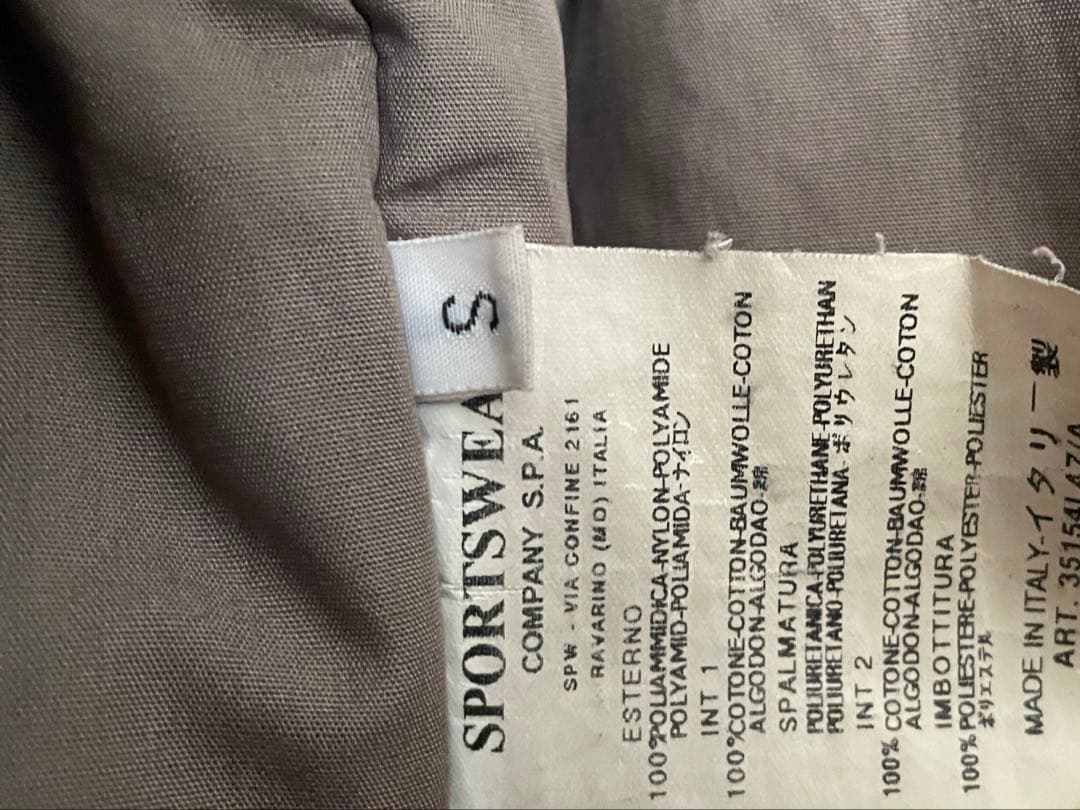 S
SPORTSWEA
COMPANY S.P.A.
SPW - VIA CONFINE 2161
RAVARINO (MO) ITALIA
ESTERNO
100%POLIAMMIDICA-NYLON-POLYAMIDE
POLYAMID-POLIAMIDA-ナイロン
INT 1
100%COTONE-COTTON-BAUMWOLLE-COTON
ALGODON-ALGODAO-綿
SPALMATURA
POLIURETANICA-POLYURETHANE-POLYURETHAN
POLIURETANO-POLIURETANA-ポリウレタン
INT 2
100% COTONE-COTTON-BAUMWOLLE-COTON
ALGODON-ALGODAO-綿
IMBOTTITURA
100% POLIESTERE-POLYESTER-POLIESTER
ポリエステル
MADE IN ITALY-イタリー製
ART.